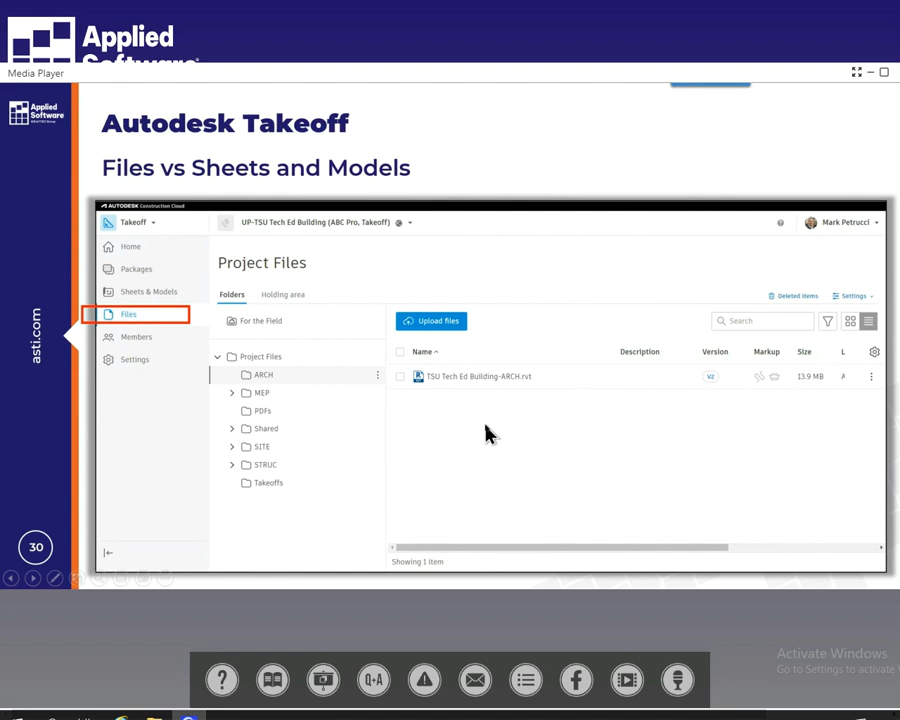 Applied
Software
Media Player
Applied
Software
Autodesk Takeoff
Files vs Sheets and Models
AUTODESK Construction Cloud
Takeoff
UP-TSU Tech Ed Building (ABC Pro, Takeoff)
Mark Petrucci
Home
Packages
Sheets & Models
Files
Members
Settings
Project Files
Folders
Holding area
Deleted items
Settings
For the Field
Upload files
Search
Project Files
ARCH
MEP
PDFs
Shared
SITE
STRUC
Takeoffs
Name
Description
Version
Markup
Size
L
TSU Tech Ed Building-ARCH.rvt
V2
13.9 MB
A
Showing 1 item
asti.com
30
?
Q+A
Activate Windows
Go to Settings to activate